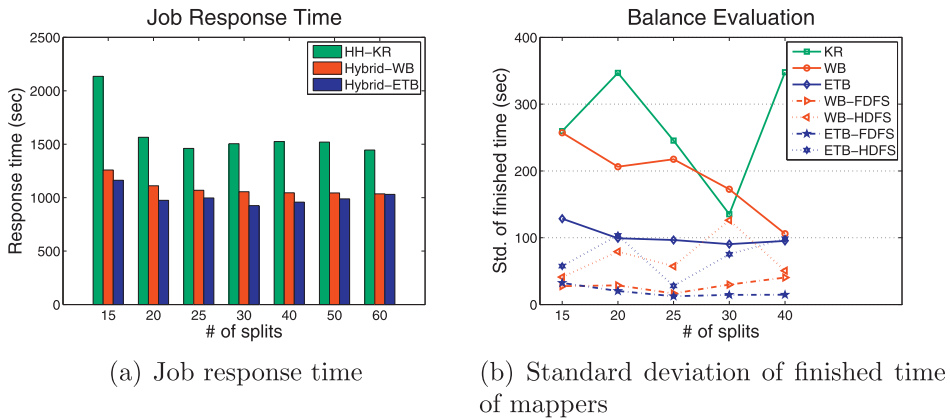 Job Response Time
2500
2000
1500
1000
500
0
Response time (sec)
HH−KR
Hybrid−WB
Hybrid−ETB
15 20 25 30 40 50 60
# of splits
(a) Job response time
Balance Evaluation
400
300
200
100
0
Std. of finished time (sec)
KR
WB
ETB
WB−FDFS
WB−HDFS
ETB−FDFS
ETB−HDFS
15 20 25 30 40
# of splits
(b) Standard deviation of finished time
of mappers